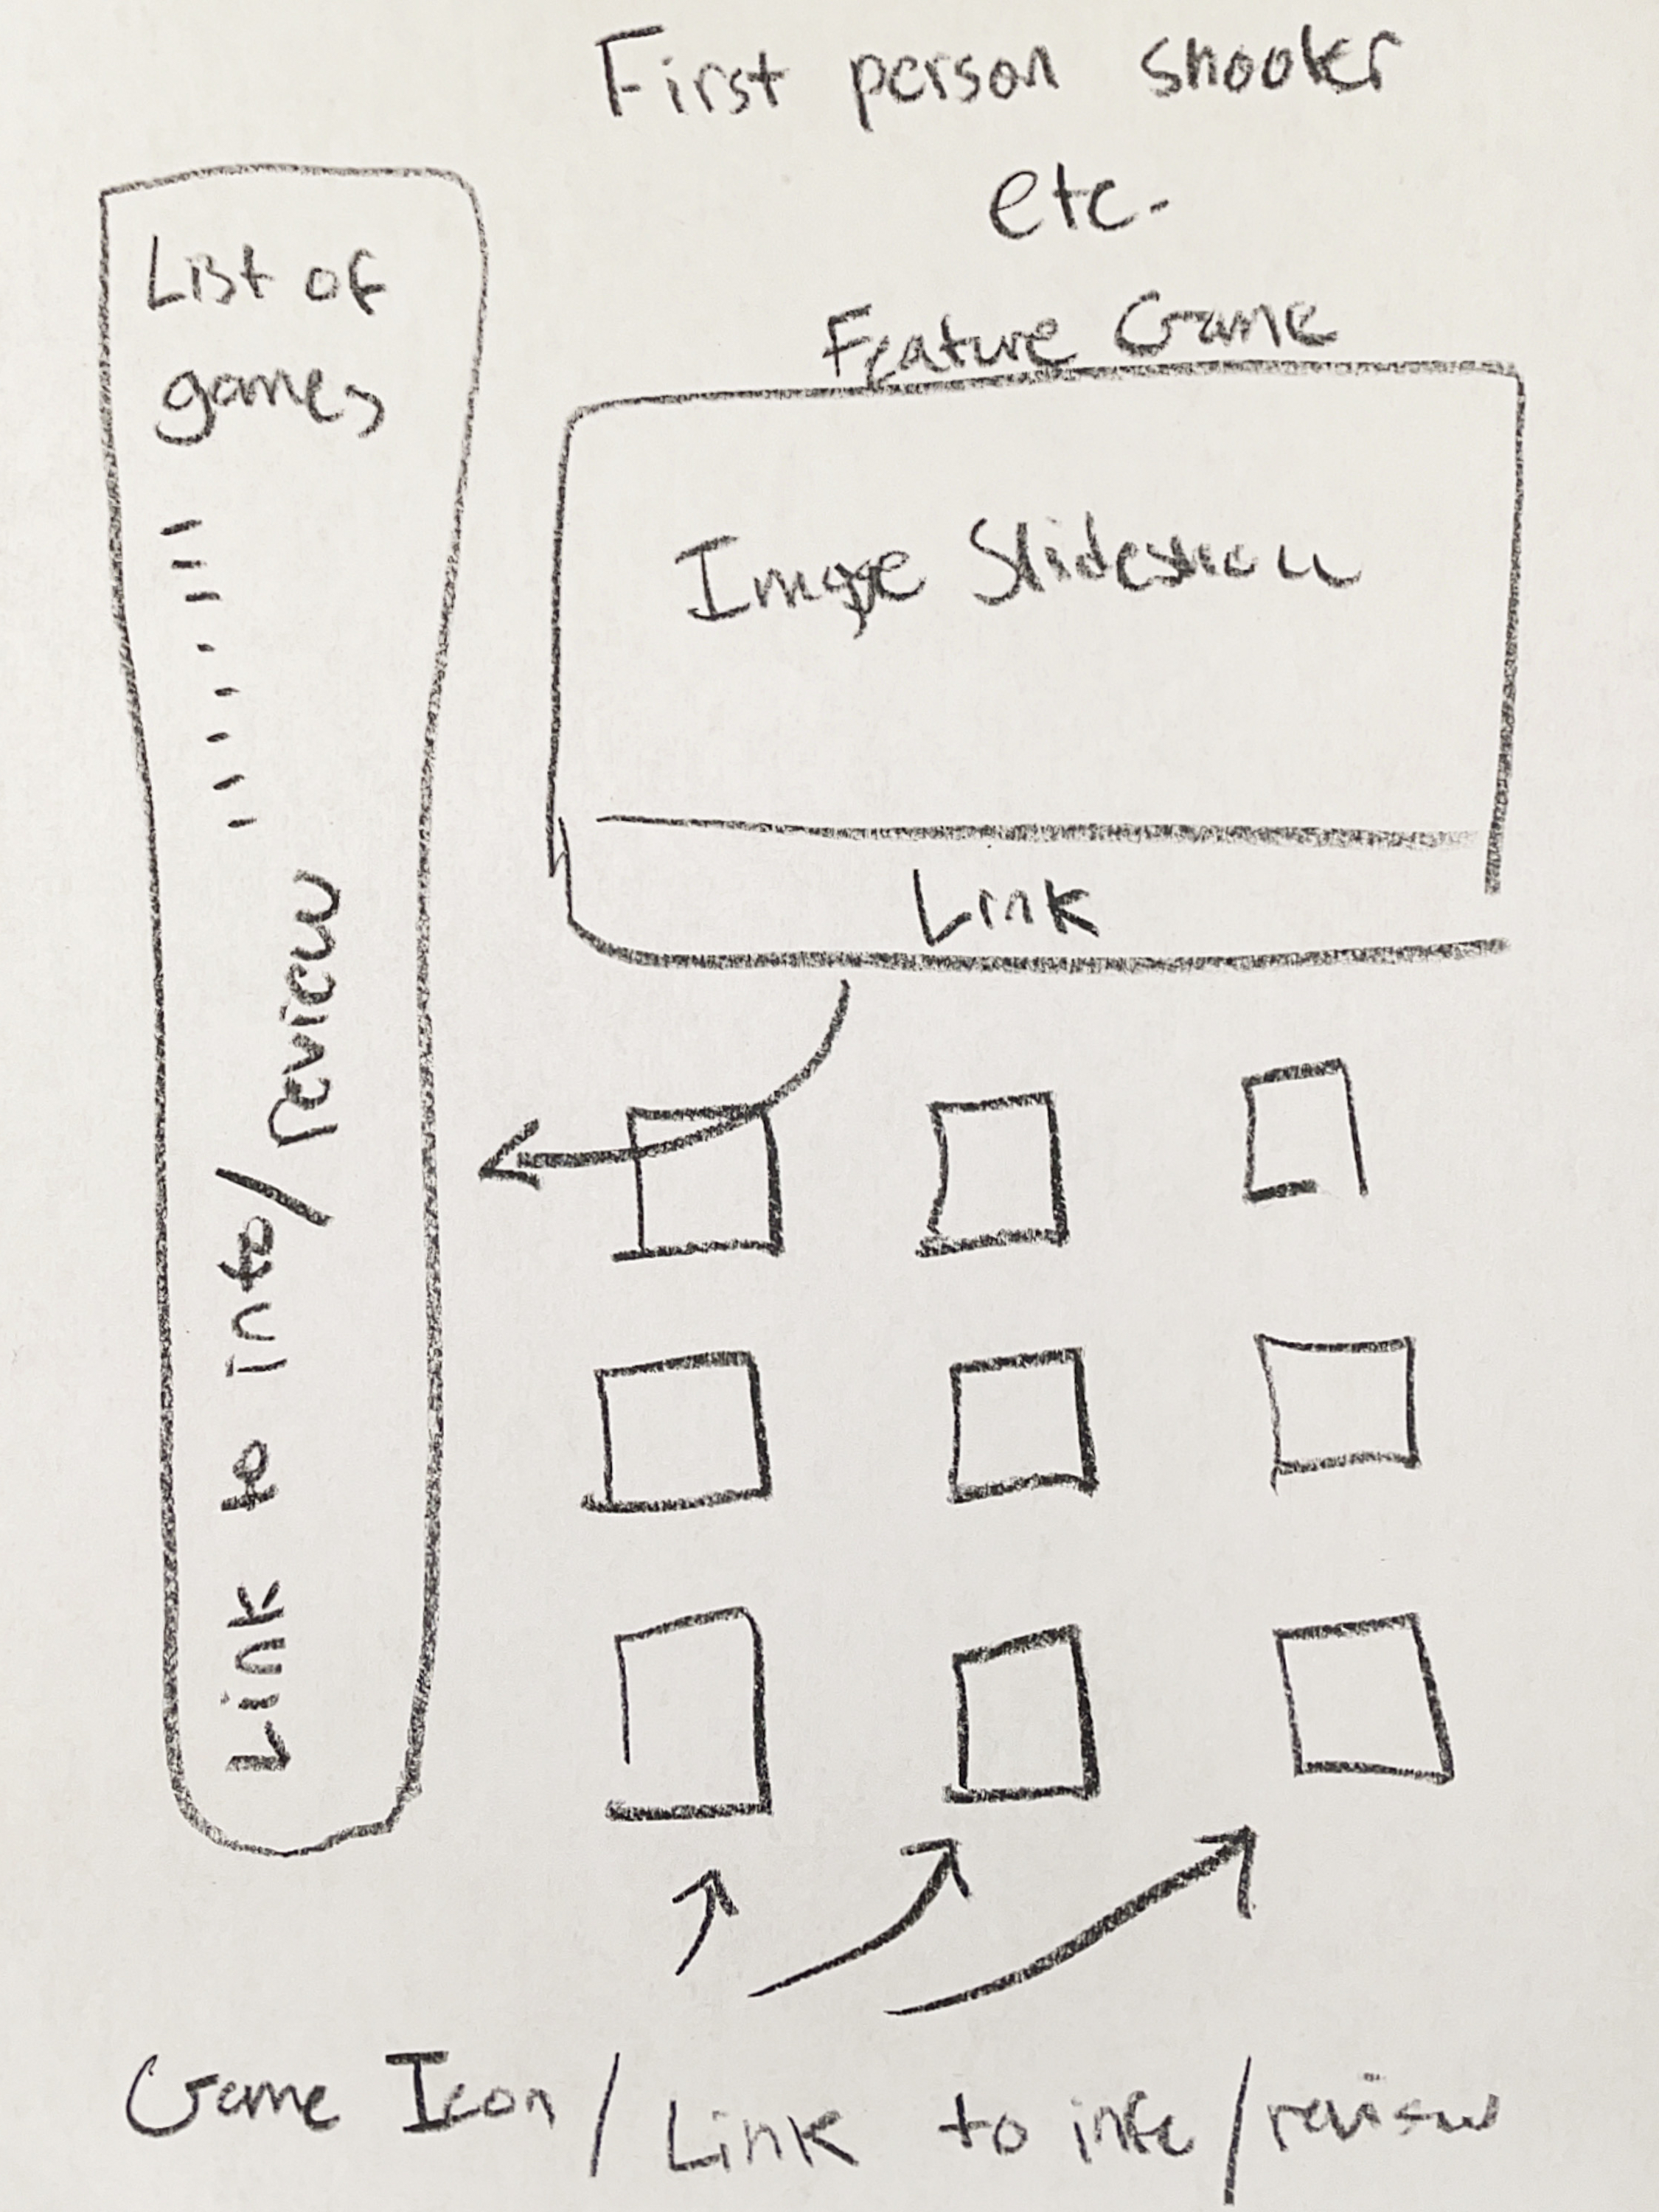 First person shooter
etc.
List of
games
Link to info/review
Feature Game
Image Slideshow
Link
Game Icon/Link to info/review